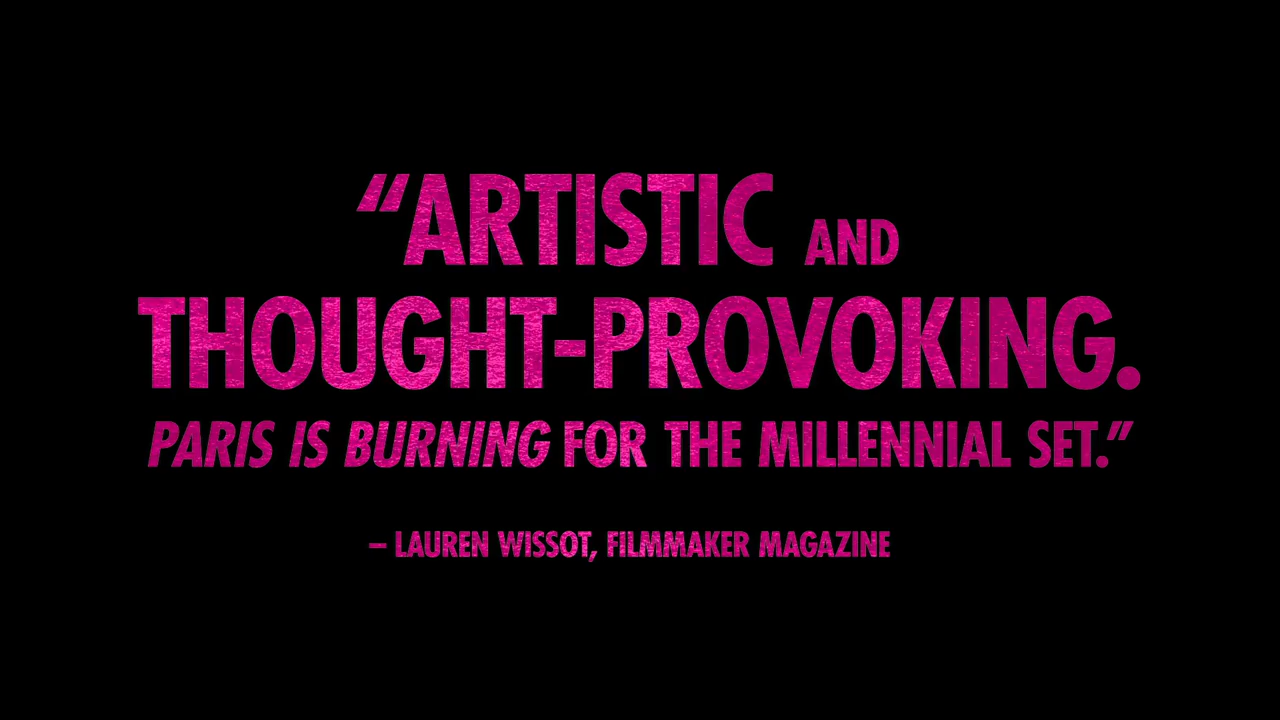 “ARTISTIC AND
THOUGHT-PROVOKING.
PARIS IS BURNING FOR THE MILLENNIAL SET.”
– LAUREN WISSOT, FILMMAKER MAGAZINE